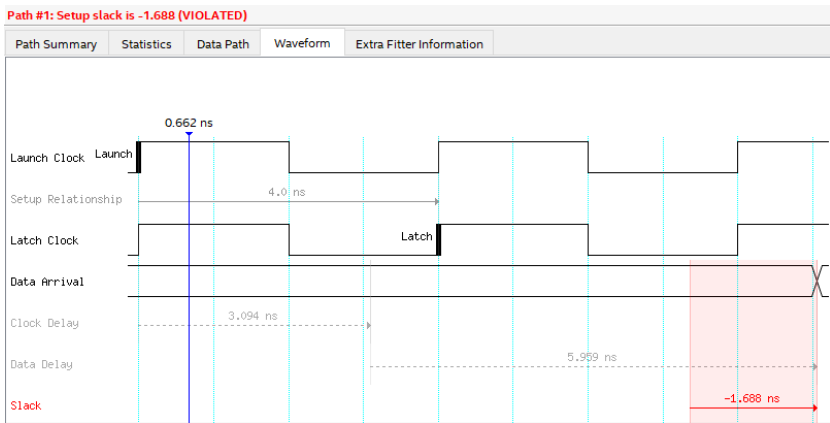 Path #1: Setup slack is -1.688 (VIOLATED)
Path Summary Statistics Data Path Waveform Extra Fitter Information
0.662 ns
Launch Clock Launch
Setup Relationship 4.0 ns
Latch Clock Latch
Data Arrival
Clock Delay 3.094 ns
Data Delay 5.959 ns
Slack -1.688 ns